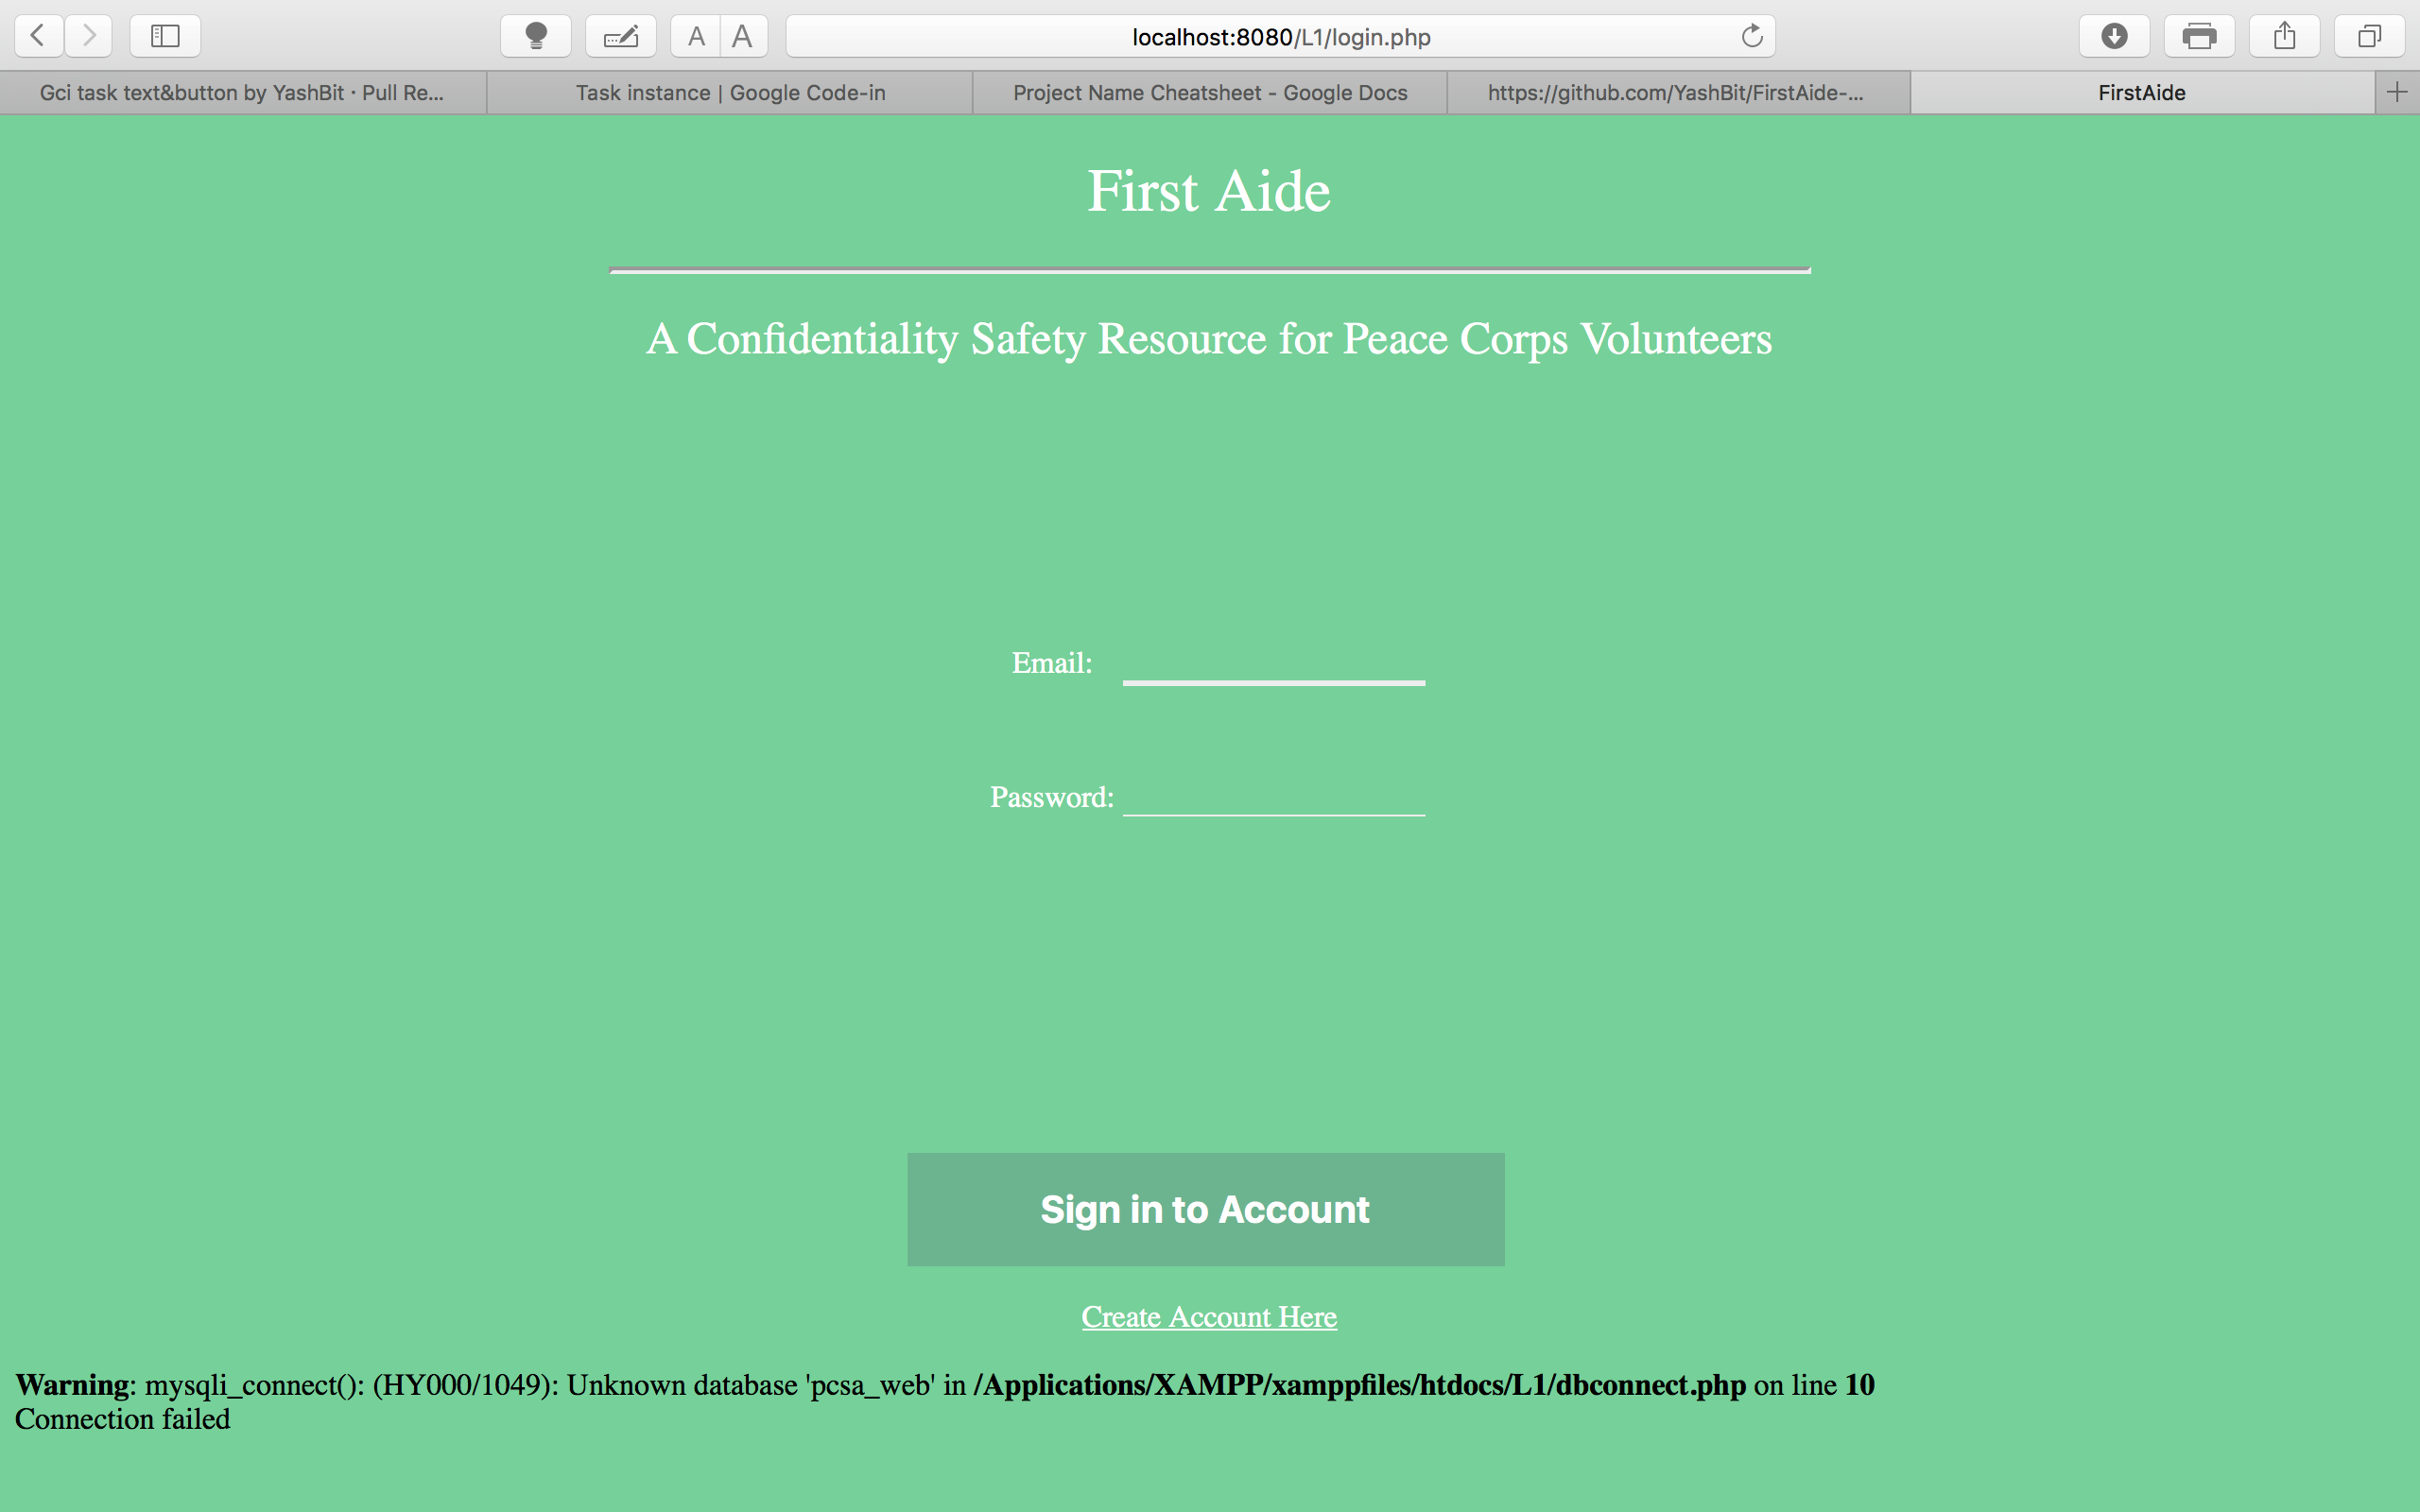 A A
localhost:8080/L1/login.php
Gci task text&button by YashBit · Pull Re...
Task instance | Google Code-in
Project Name Cheatsheet - Google Docs
https://github.com/YashBit/FirstAide-...
FirstAide
First Aide
A Confidentiality Safety Resource for Peace Corps Volunteers
Email:
Password:
Sign in to Account
Create Account Here
Warning: mysqli_connect(): (HY000/1049): Unknown database 'pcsa_web' in /Applications/XAMPP/xamppfiles/htdocs/L1/dbconnect.php on line 10
Connection failed